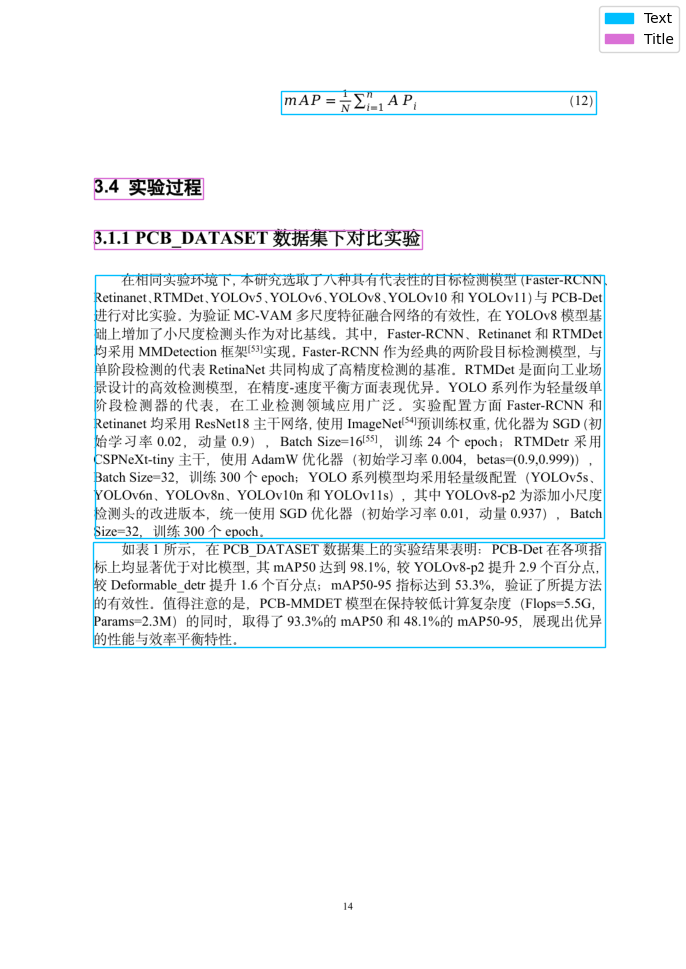 Text
Title
mAP = 1/N ∑ⁿᵢ₌₁ A Pᵢ (12)
3.4 实验过程
3.1.1 PCB_DATASET 数据集下对比实验
在相同实验环境下, 本研究选取了八种具有代表性的目标检测模型 (Faster-RCNN、
Retinanet、RTMDet、YOLOv5、YOLOv6、YOLOv8、YOLOv10 和 YOLOv11) 与 PCB-Det
进行对比实验。为验证 MC-VAM 多尺度特征融合网络的有效性，在 YOLOv8 模型基
础上增加了小尺度检测头作为对比基线。其中，Faster-RCNN、Retinanet 和 RTMDet
均采用 MMDetection 框架[53]实现。Faster-RCNN 作为经典的两阶段目标检测模型，与
单阶段检测的代表 RetinaNet 共同构成了高精度检测的基准。RTMDet 是面向工业场
景设计的高效检测模型，在精度-速度平衡方面表现优异。YOLO 系列作为轻量级单
阶段检测器的代表，在工业检测领域应用广泛。实验配置方面 Faster-RCNN 和
Retinanet 均采用 ResNet18 主干网络, 使用 ImageNet[54]预训练权重, 优化器为 SGD (初
始学习率 0.02，动量 0.9），Batch Size=16[55]，训练 24 个 epoch；RTMDetr 采用
CSPNeXt-tiny 主干，使用 AdamW 优化器（初始学习率 0.004，betas=(0.9,0.999)），
Batch Size=32，训练 300 个 epoch；YOLO 系列模型均采用轻量级配置（YOLOv5s、
YOLOv6n、YOLOv8n、YOLOv10n 和 YOLOv11s），其中 YOLOv8-p2 为添加小尺度
检测头的改进版本，统一使用 SGD 优化器（初始学习率 0.01，动量 0.937），Batch
Size=32，训练 300 个 epoch。
如表 1 所示，在 PCB_DATASET 数据集上的实验结果表明：PCB-Det 在各项指
标上均显著优于对比模型, 其 mAP50 达到 98.1%, 较 YOLOv8-p2 提升 2.9 个百分点,
较 Deformable_detr 提升 1.6 个百分点；mAP50-95 指标达到 53.3%，验证了所提方法
的有效性。值得注意的是，PCB-MMDET 模型在保持较低计算复杂度（Flops=5.5G,
Params=2.3M）的同时，取得了 93.3%的 mAP50 和 48.1%的 mAP50-95，展现出优异
的性能与效率平衡特性。
14